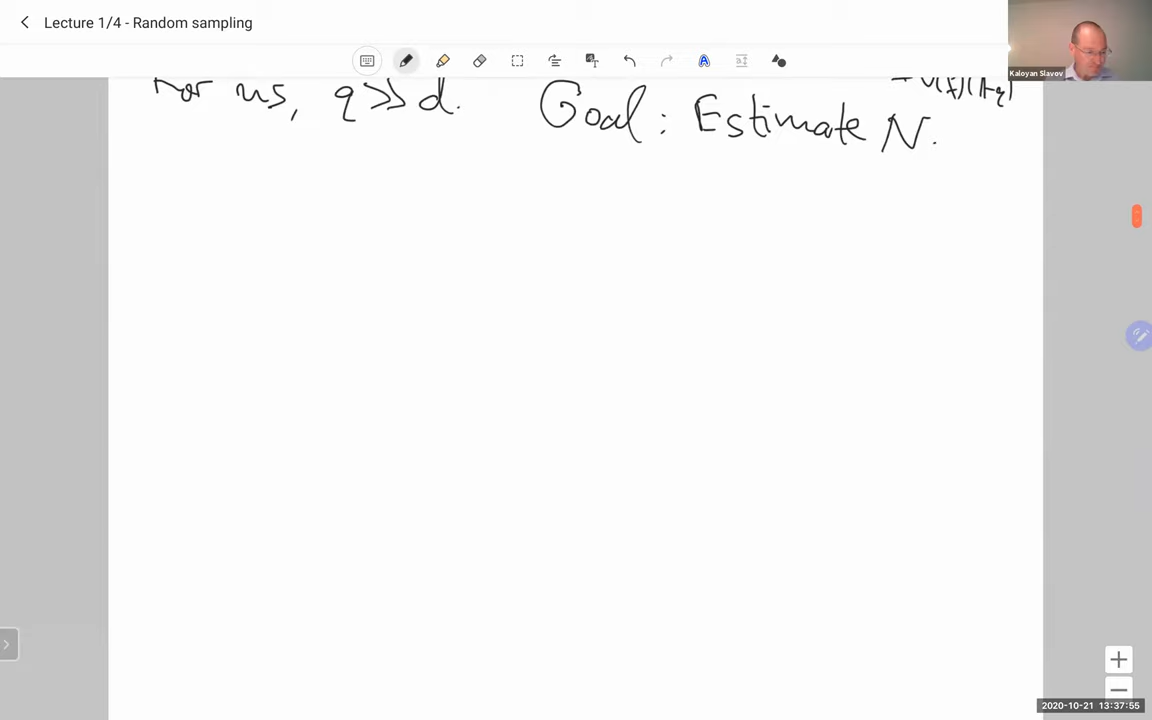 Lecture 1/4 - Random sampling
Kaloyan Slavov
For us, q >> d.
Goal: Estimate N.
2020-10-21 13:37:55